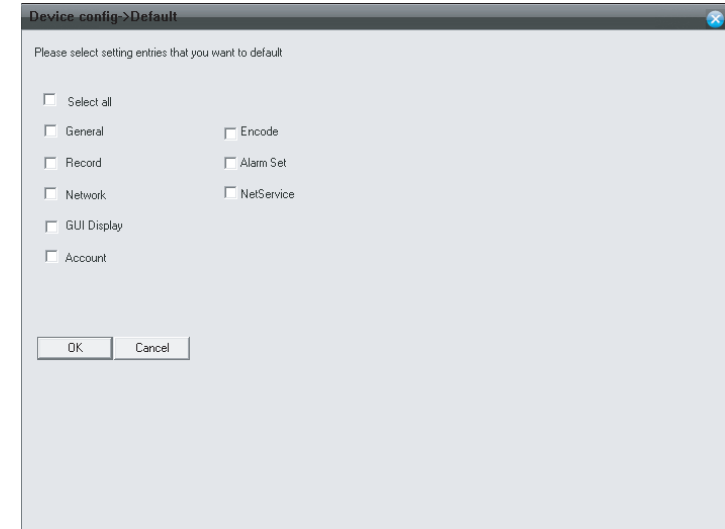 Device config->Default
Please select setting entries that you want to default
Select all
General Encode
Record Alarm Set
Network NetService
GUI Display
Account
OK Cancel